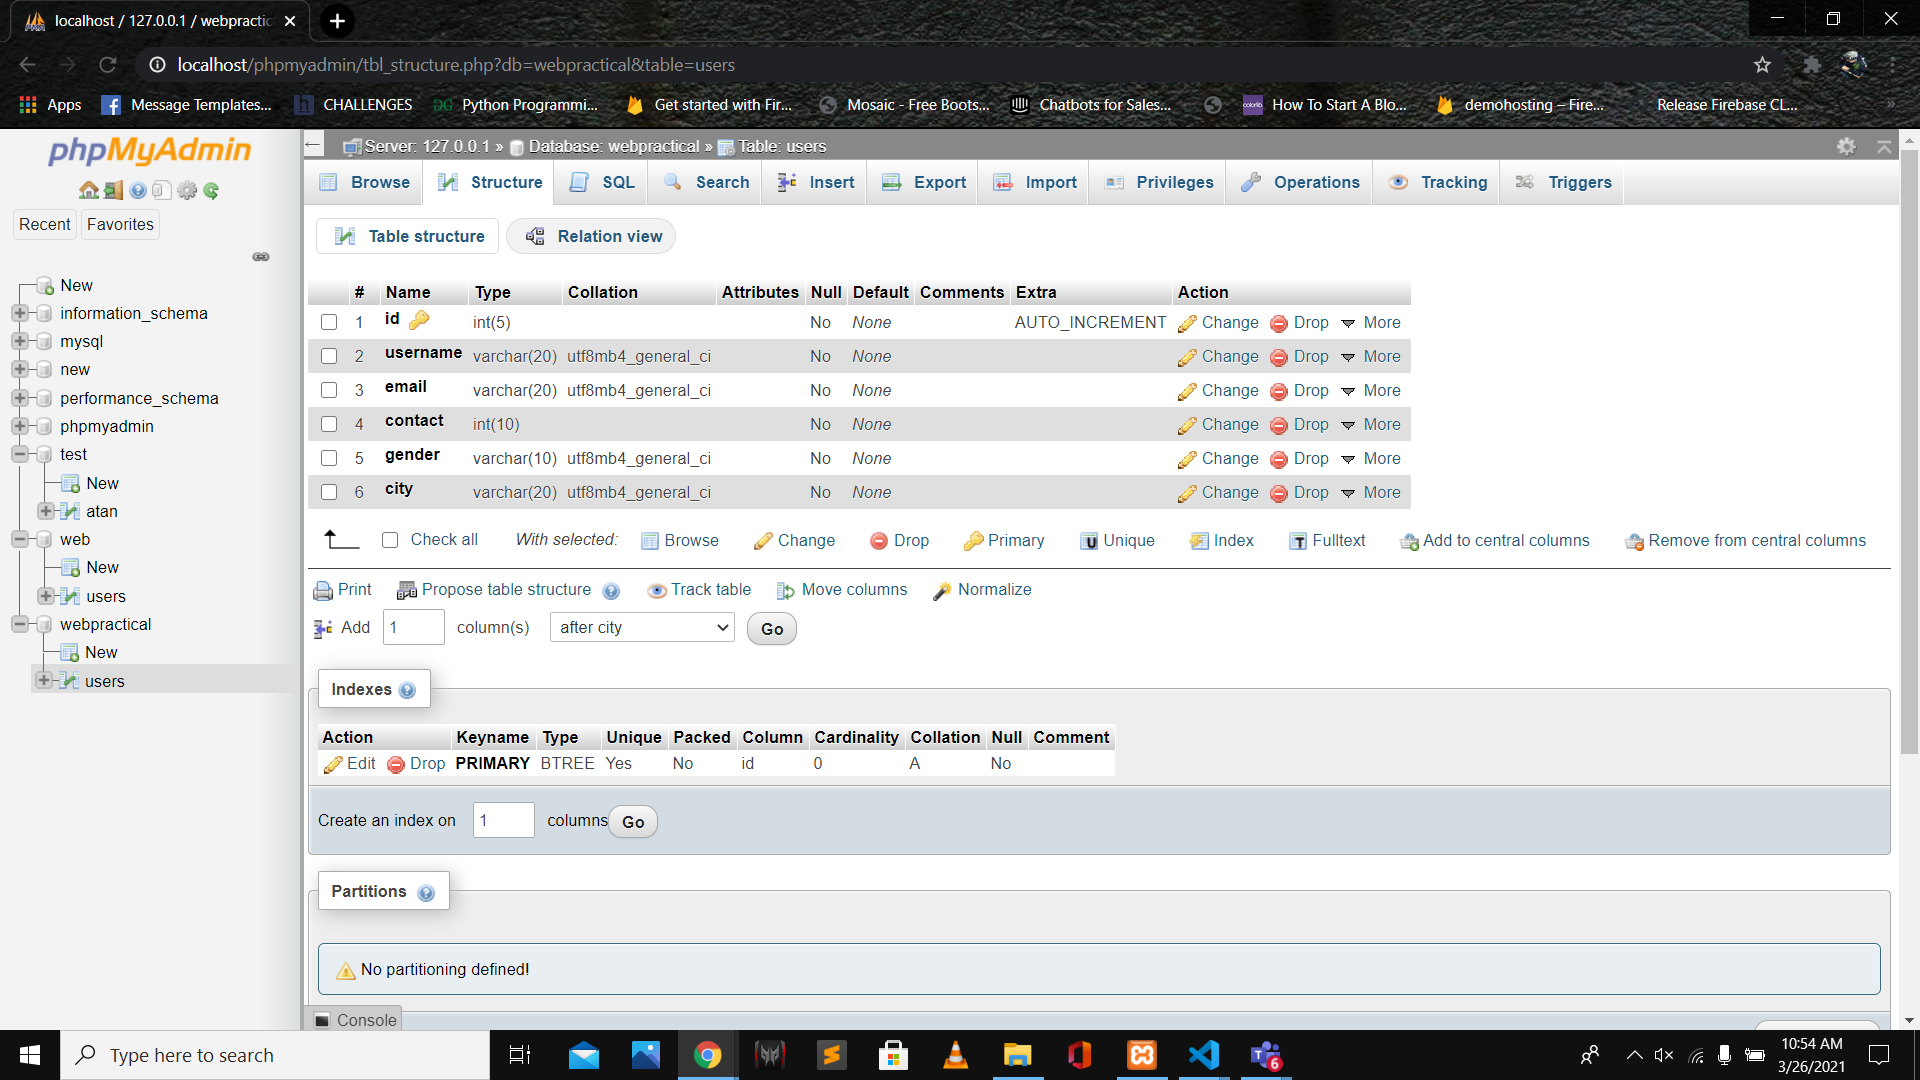 localhost / 127.0.0.1 / webpractic
localhost/phpmyadmin/tbl_structure.php?db=webpractical&table=users
Apps Message Templates... CHALLENGES Python Programmi... Get started with Fir... Mosaic - Free Boots... Chatbots for Sales... How To Start A Blo... demohosting – Fire... Release Firebase CL... »
phpMyAdmin
Recent Favorites
New
information_schema
mysql
new
performance_schema
phpmyadmin
test
New
atan
web
New
users
webpractical
New
users
Server: 127.0.0.1 » Database: webpractical » Table: users
Browse Structure SQL Search Insert Export Import Privileges Operations Tracking Triggers
Table structure Relation view
# Name Type Collation Attributes Null Default Comments Extra Action
1 id int(5) No None AUTO_INCREMENT Change Drop More
2 username varchar(20) utf8mb4_general_ci No None Change Drop More
3 email varchar(20) utf8mb4_general_ci No None Change Drop More
4 contact int(10) No None Change Drop More
5 gender varchar(10) utf8mb4_general_ci No None Change Drop More
6 city varchar(20) utf8mb4_general_ci No None Change Drop More
Check all With selected: Browse Change Drop Primary Unique Index Fulltext Add to central columns Remove from central columns
Print Propose table structure Track table Move columns Normalize
Add 1 column(s) after city Go
Indexes
Action Keyname Type Unique Packed Column Cardinality Collation Null Comment
Edit Drop PRIMARY BTREE Yes No id 0 A No
Create an index on 1 columns Go
Partitions
No partitioning defined!
Console
Type here to search
6
10:54 AM
3/26/2021